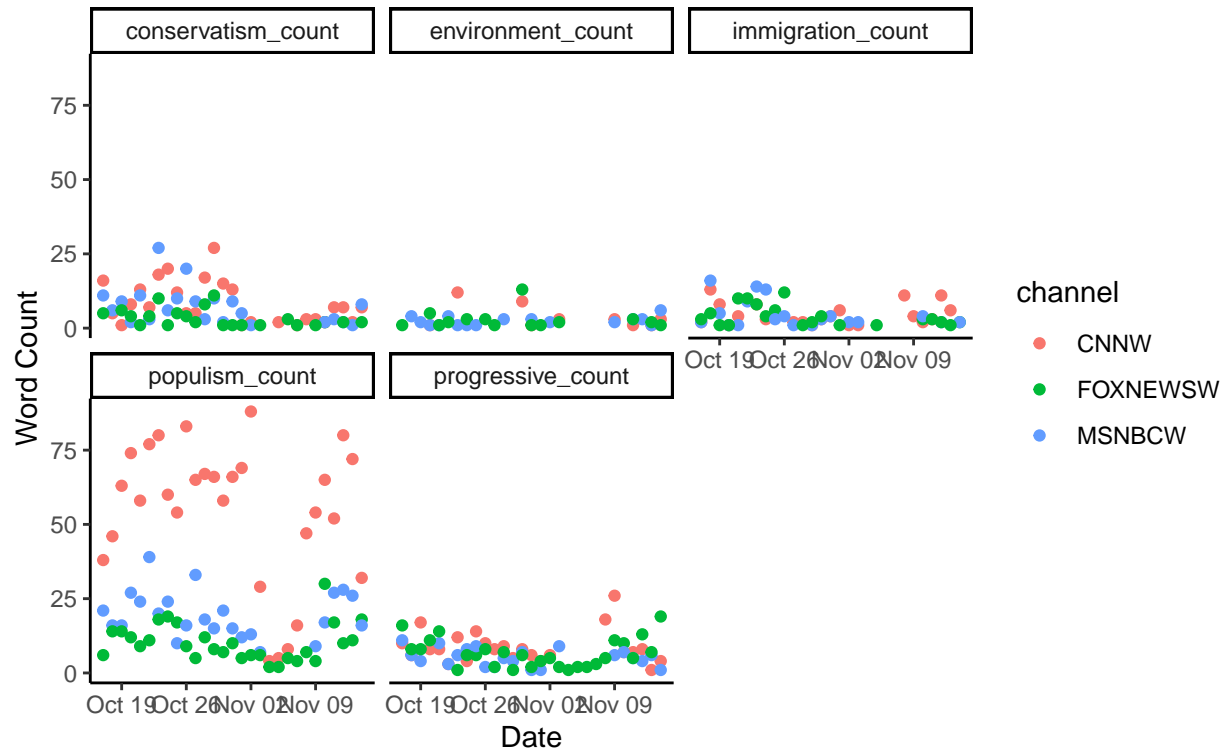 conservatism_count environment_count immigration_count
75
50
25
0
Oct 19 Oct 26 Nov 02 Nov 09
populism_count progressive_count
75
50
25
0
Oct 19 Oct 26 Nov 02 Nov 09 Oct 19 Oct 26 Nov 02 Nov 09
Date
Word Count
channel
CNNW
FOXNEWSW
MSNBCW